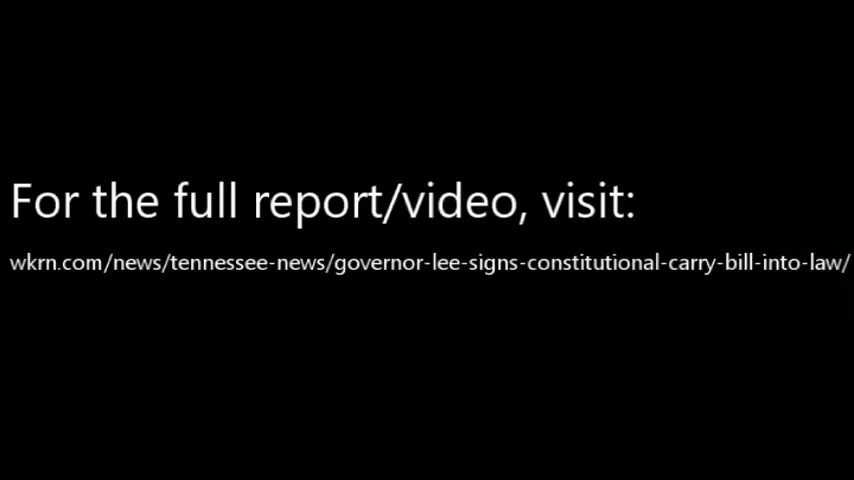 For the full report/video, visit:
wkrn.com/news/tennessee-news/governor-lee-signs-constitutional-carry-bill-into-law/